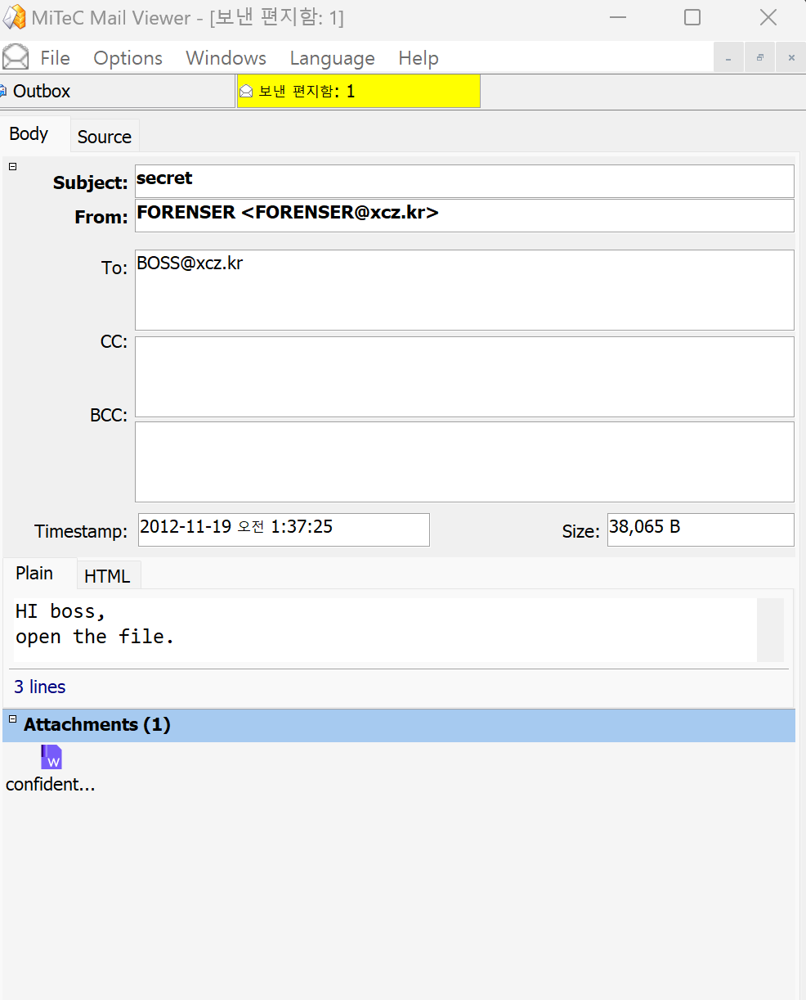 MiTeC Mail Viewer - [보낸 편지함: 1]
File Options Windows Language Help
Outbox 보낸 편지함: 1
Body Source
Subject: secret
From: FORENSER <FORENSER@xcz.kr>
To: BOSS@xcz.kr
CC:
BCC:
Timestamp: 2012-11-19 오전 1:37:25 Size: 38,065 B
Plain HTML
HI boss,
open the file.
3 lines
Attachments (1)
W
confident...